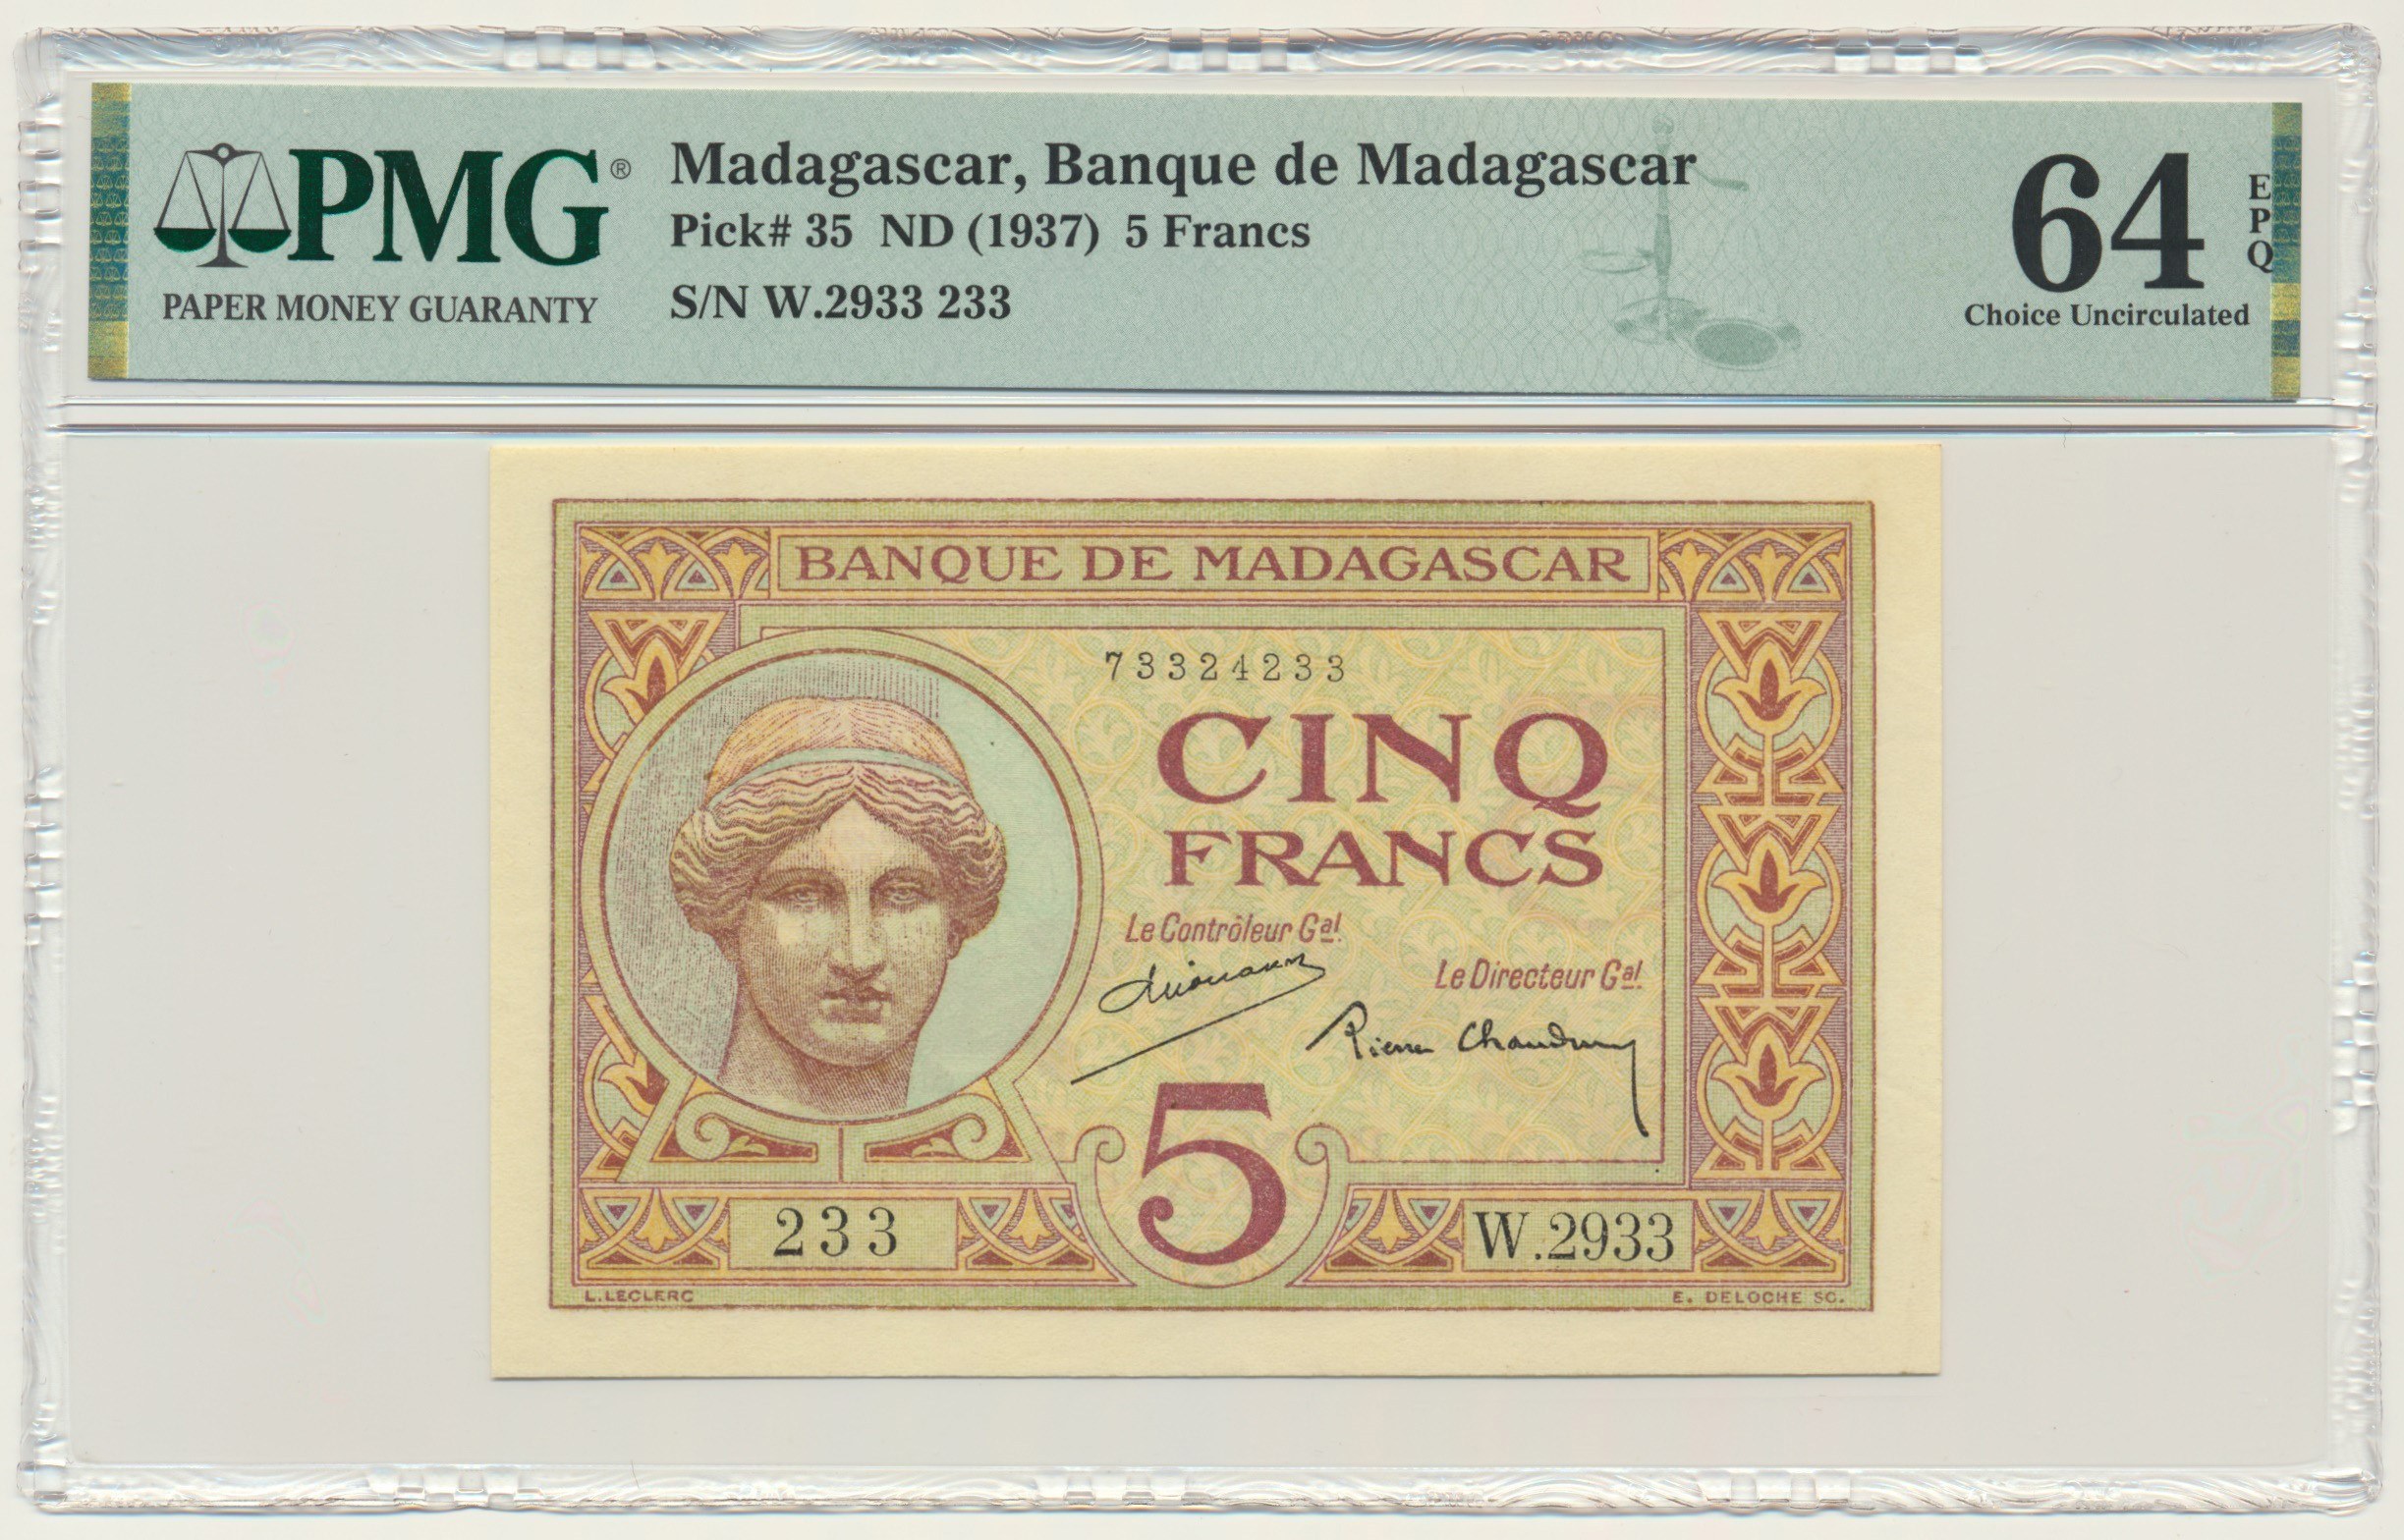 PMG®
PAPER MONEY GUARANTY
Madagascar, Banque de Madagascar
Pick# 35 ND (1937) 5 Francs
S/N W.2933 233
64
EPQ
Choice Uncirculated
BANQUE DE MADAGASCAR
73324233
CINQ
FRANCS
Le Contrôleur Gal.
Le Directeur Gal.
Pierre Chaudun
5
233
W.2933
L.LECLERC
E. DELOCHE SC.